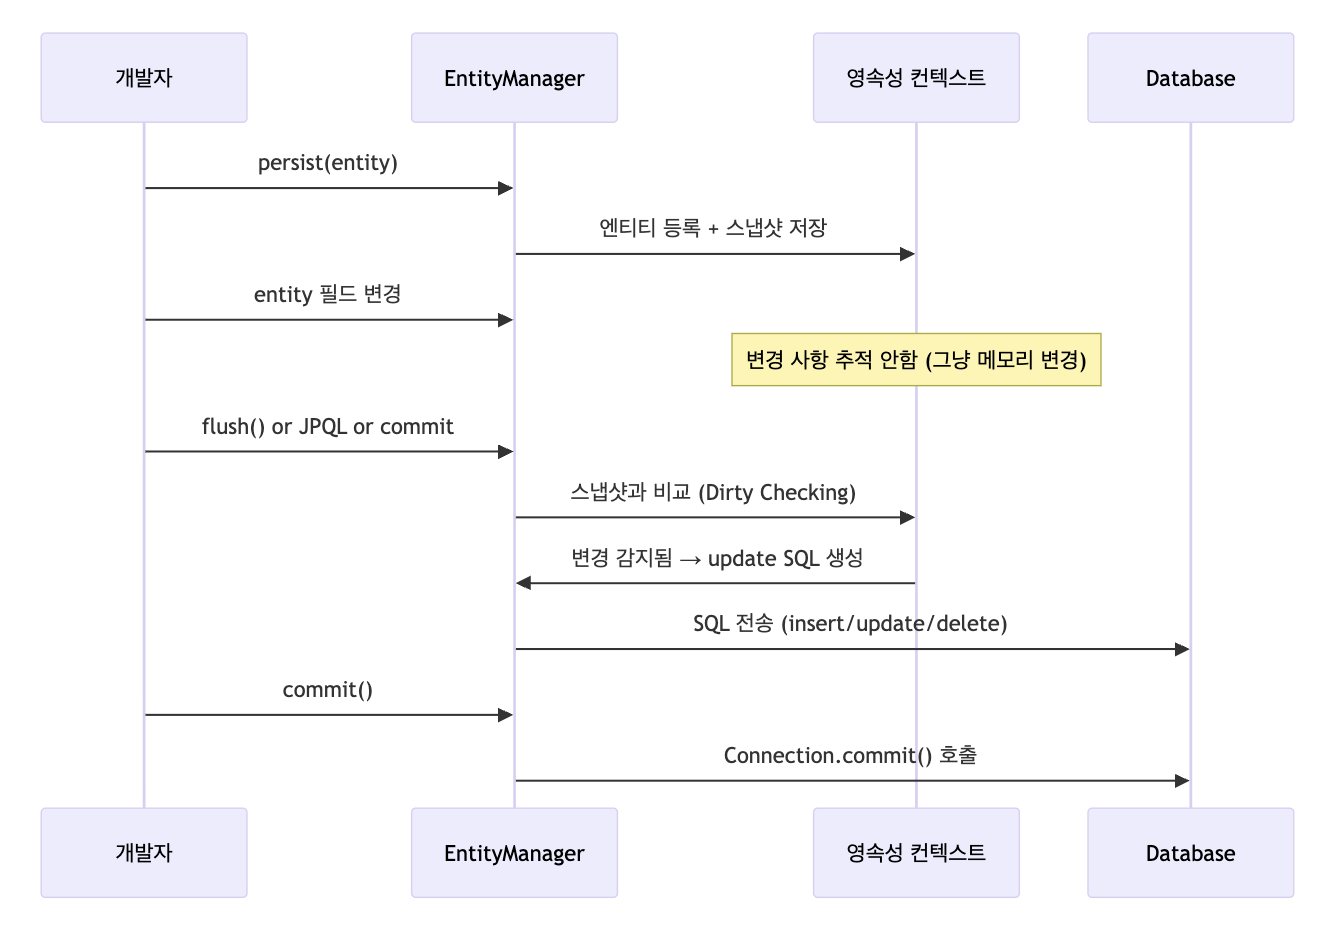 개발자
EntityManager
영속성 컨텍스트
Database
persist(entity)
엔티티 등록 + 스냅샷 저장
entity 필드 변경
변경 사항 추적 안함 (그냥 메모리 변경)
flush() or JPQL or commit
스냅샷과 비교 (Dirty Checking)
변경 감지됨 → update SQL 생성
SQL 전송 (insert/update/delete)
commit()
Connection.commit() 호출
개발자
EntityManager
영속성 컨텍스트
Database